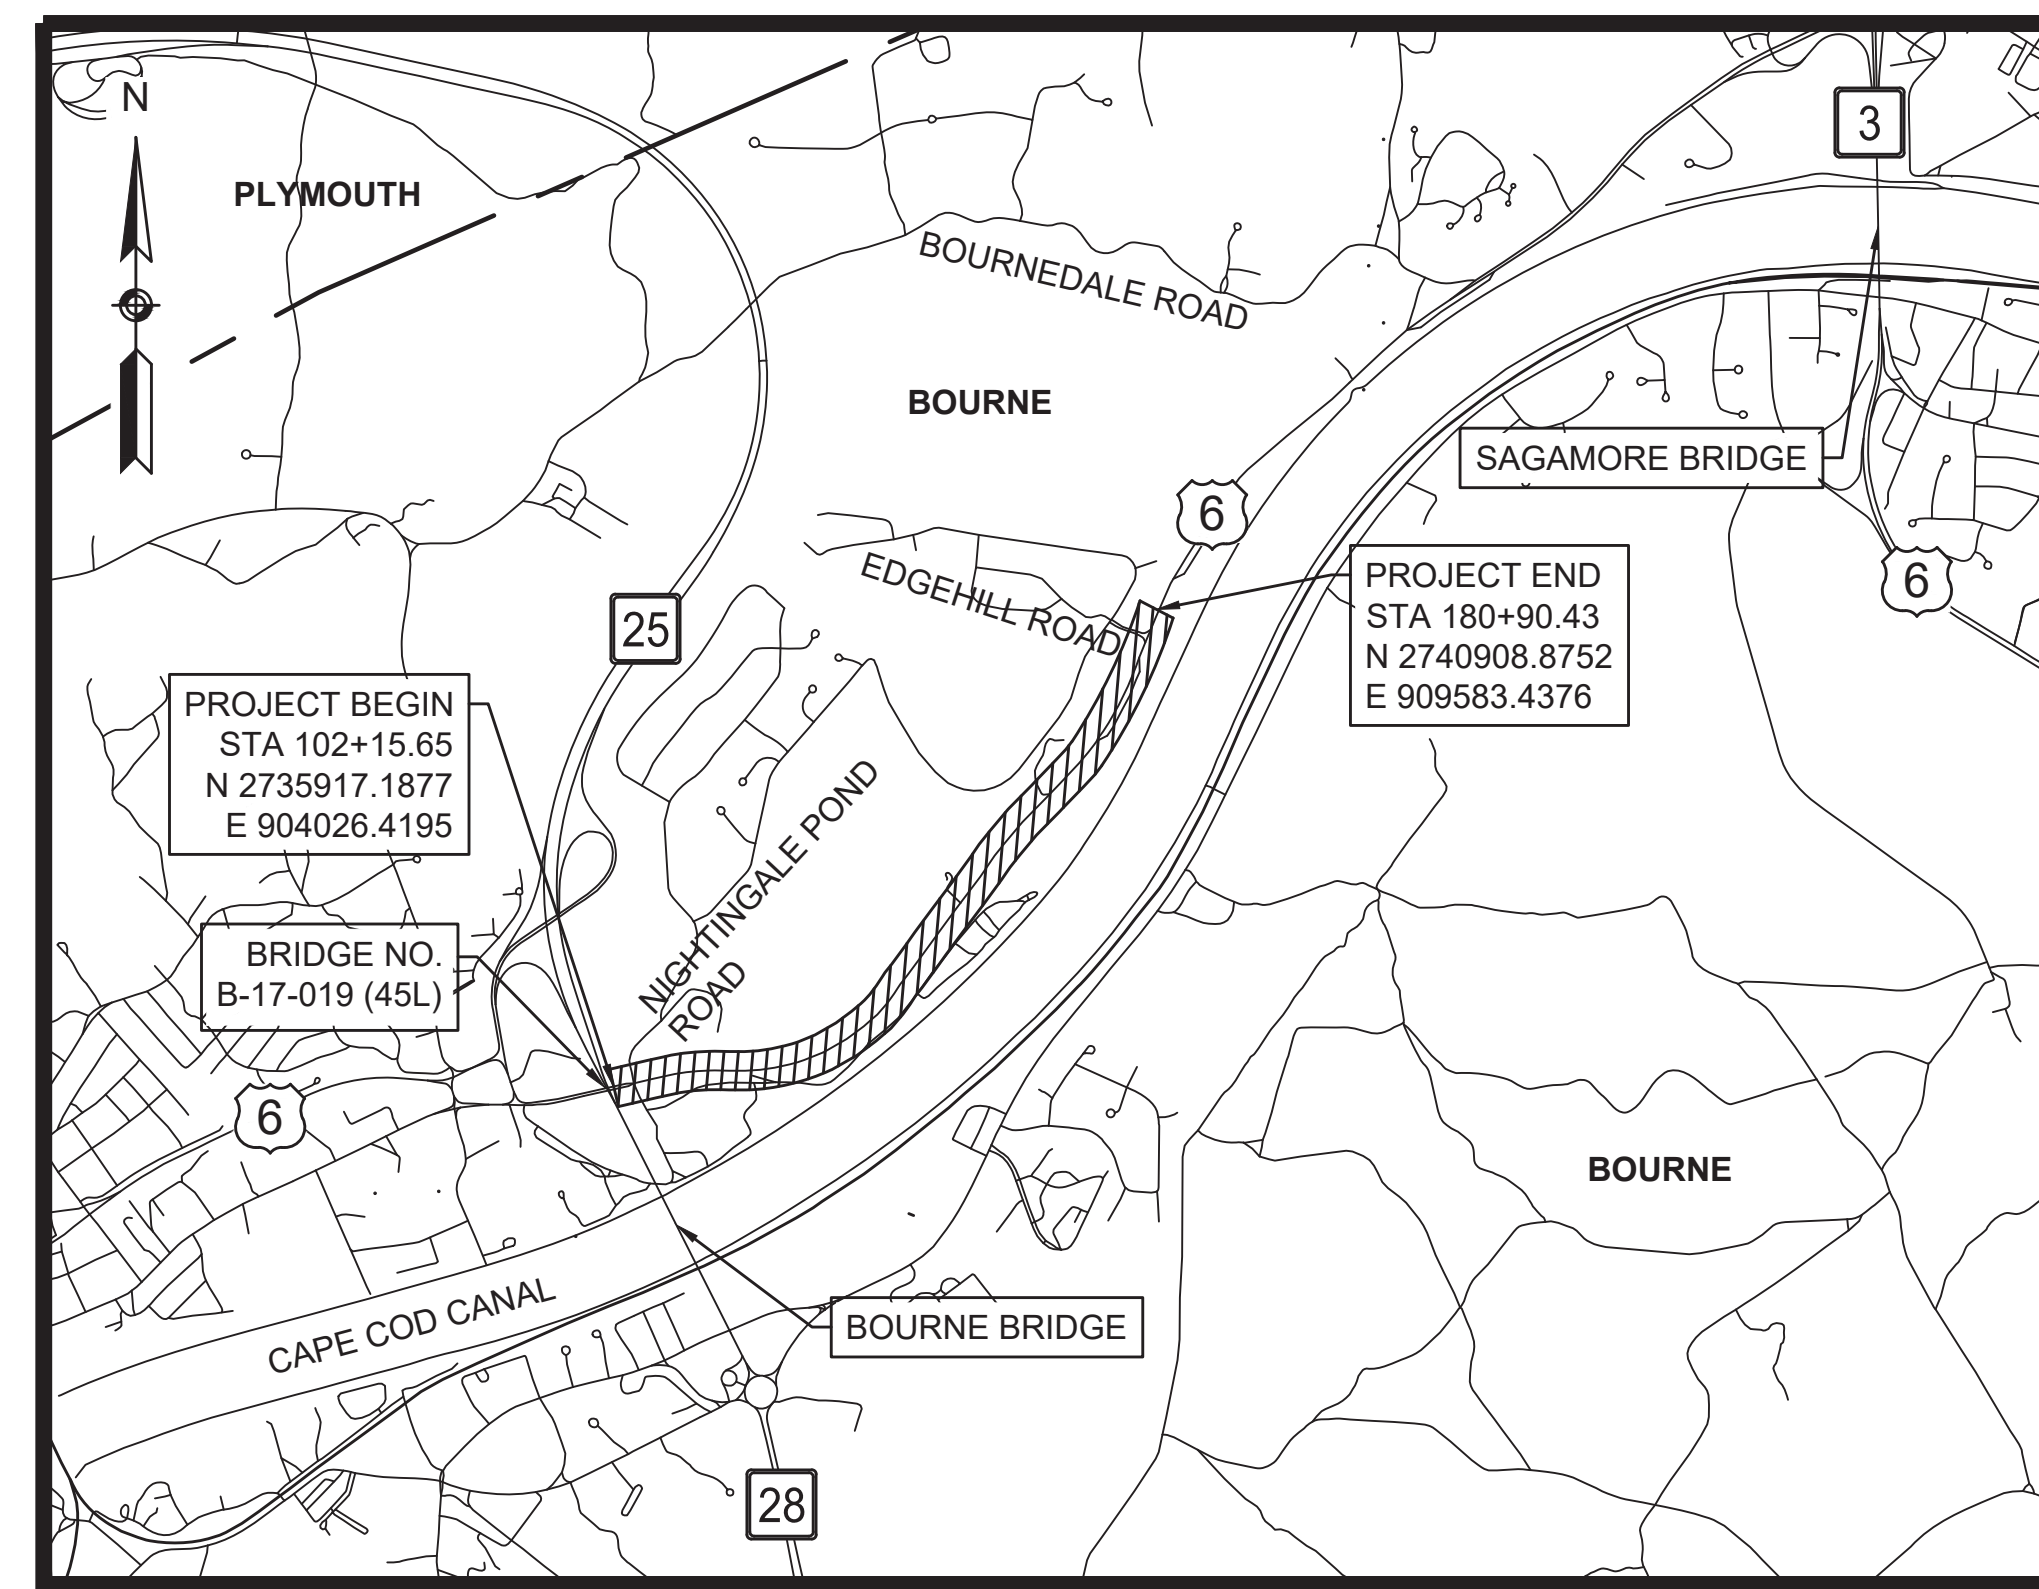 N
3
PLYMOUTH
BOURNEDALE ROAD
BOURNE
SAGAMORE BRIDGE
6
EDGEHILL ROAD
PROJECT END
STA 180+90.43
N 2740908.8752
E 909583.4376
6
25
PROJECT BEGIN
STA 102+15.65
N 2735917.1877
E 904026.4195
NIGHTINGALE POND
ROAD
BRIDGE NO.
B-17-019 (45L)
6
BOURNE
CAPE COD CANAL
BOURNE BRIDGE
28